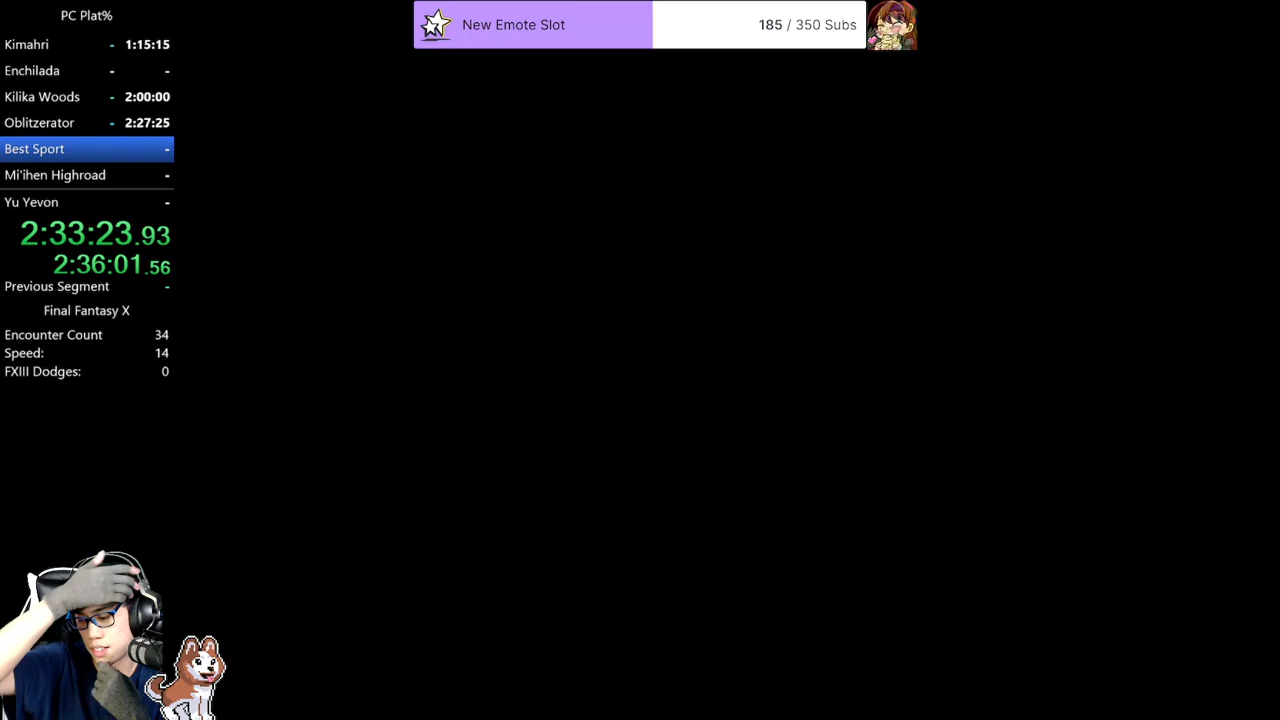 PC Plat%
Kimahri - 1:15:15
Enchilada - -
Kilika Woods - 2:00:00
Oblitzerator - 2:27:25
Best Sport -
Mi'ihen Highroad -
Yu Yevon -
2:33:23.93
2:36:01.56
Previous Segment -
Final Fantasy X
Encounter Count 34
Speed: 14
FXIII Dodges: 0
New Emote Slot 185 / 350 Subs